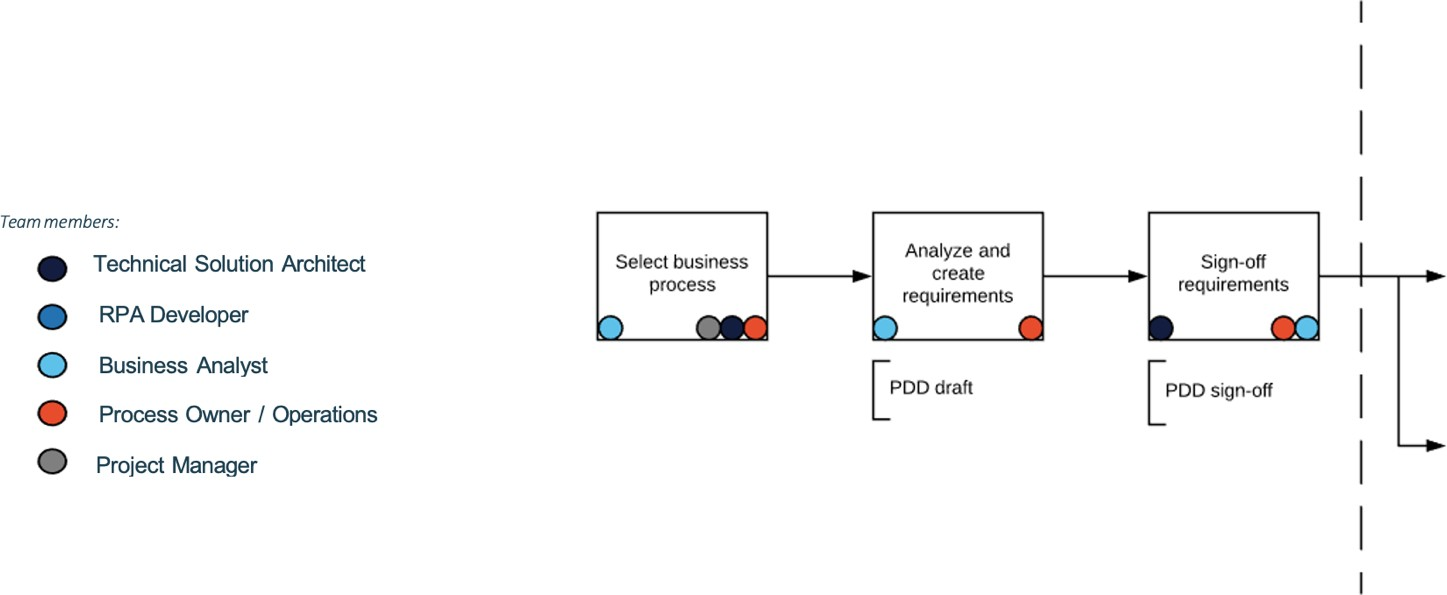 Team members:
Technical Solution Architect
RPA Developer
Business Analyst
Process Owner / Operations
Project Manager
Select business
process
Analyze and
create
requirements
Sign-off
requirements
PDD draft
PDD sign-off